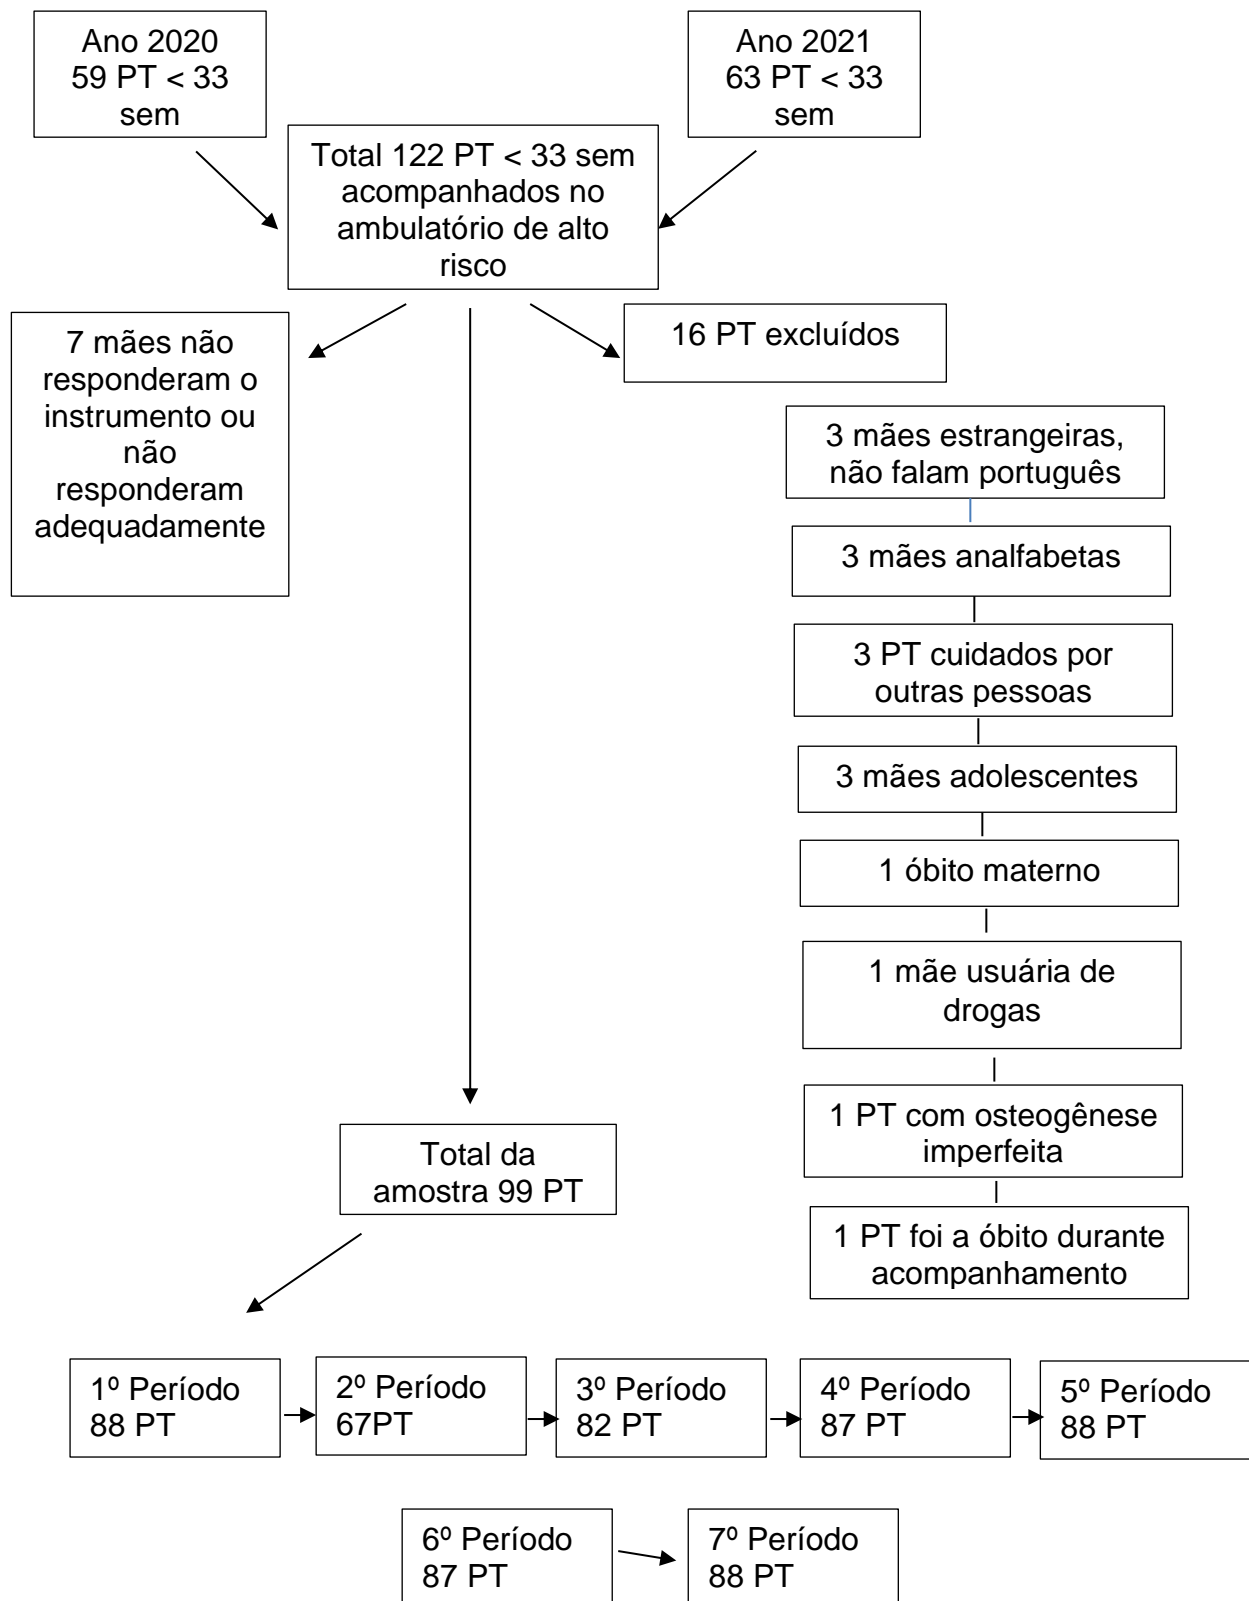 Ano 2020
59 PT < 33
sem
Ano 2021
63 PT < 33
sem
Total 122 PT < 33 sem
acompanhados no
ambulatório de alto
risco
7 mães não
responderam o
instrumento ou
não
responderam
adequadamente
16 PT excluídos
3 mães estrangeiras,
não falam português
3 mães analfabetas
3 PT cuidados por
outras pessoas
3 mães adolescentes
1 óbito materno
1 mãe usuária de
drogas
1 PT com osteogênese
imperfeita
1 PT foi a óbito durante
acompanhamento
Total da
amostra 99 PT
1º Período
88 PT
2º Período
67PT
3º Período
82 PT
4º Período
87 PT
5º Período
88 PT
6º Período
87 PT
7º Período
88 PT